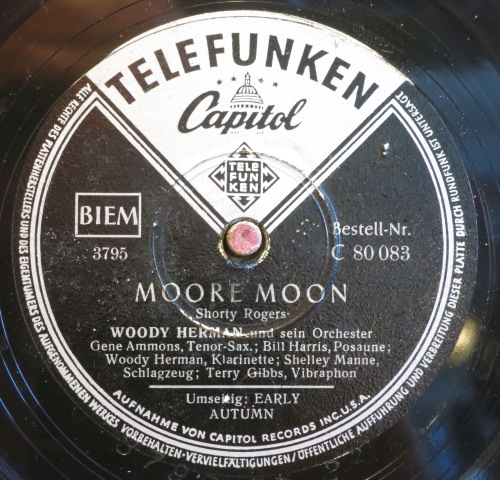 TELEFUNKEN
Capitol
TELE
FUN
KEN
BIEM
3795
Bestell-Nr.
C 80 083
MOORE MOON
Shorty Rogers
WOODY HERMAN und sein Orchester
Gene Ammons, Tenor-Sax.; Bill Harris, Posaune;
Woody Herman, Klarinette; Shelley Manne,
Schlagzeug; Terry Gibbs, Vibraphon
Umseitig: EARLY
AUTUMN
AUFNAHME VON CAPITOL RECORDS INC. U.S.A.
ALLE RECHTE DES PLATTENHERSTELLERS UND DES EIGENTÜMERS DES AUFGENOMMENEN WERKES VORBEHALTEN-VERVIELFÄLTIGUNGEN/ÖFFENTLICHE AUFFÜHRUNG UND VERBREITUNG DIESER PLATTE DURCH RUNDFUNK IST UNTERSAGT